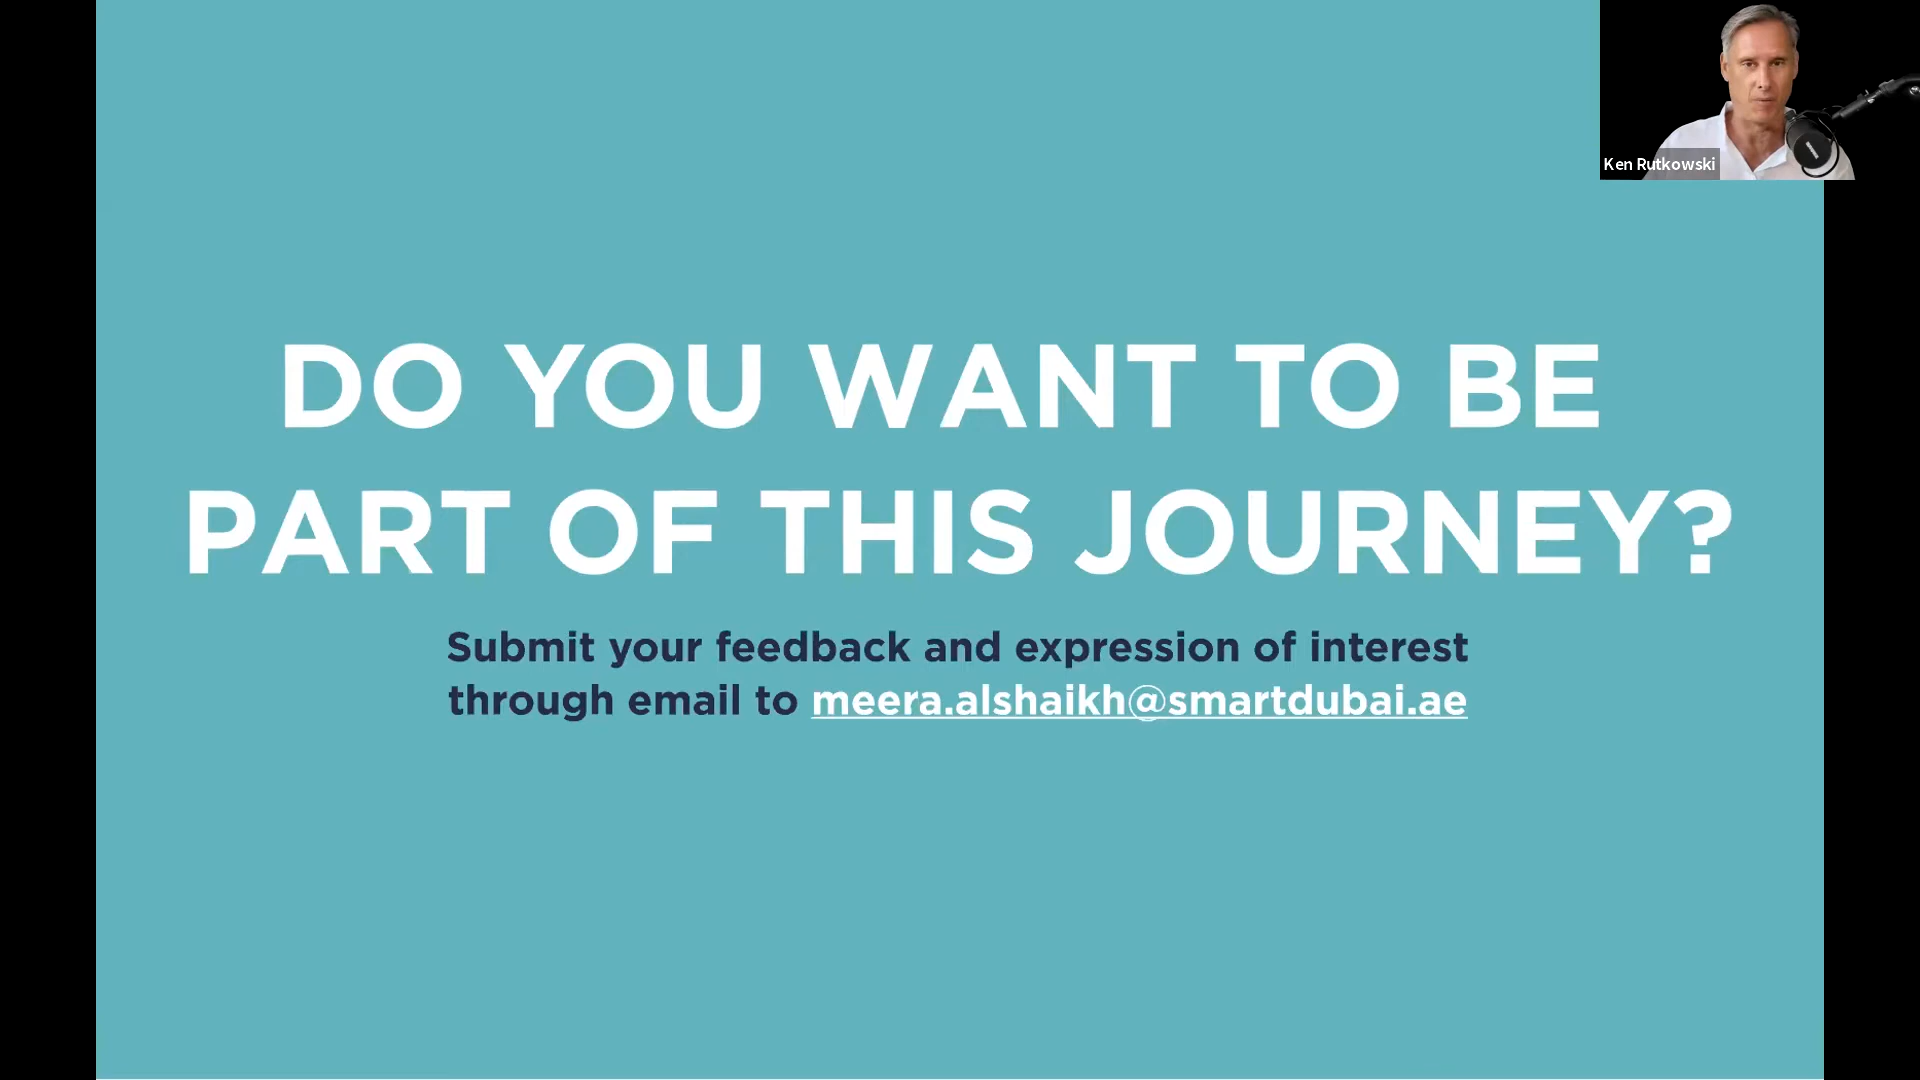 Ken Rutkowski
DO YOU WANT TO BE
PART OF THIS JOURNEY?
Submit your feedback and expression of interest
through email to meera.alshaikh@smartdubai.ae